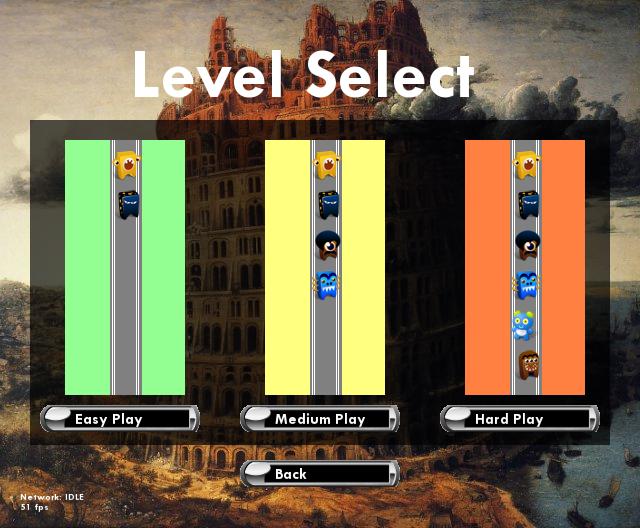 Level Select
Easy Play
Medium Play
Hard Play
Back
Network: IDLE
51 fps